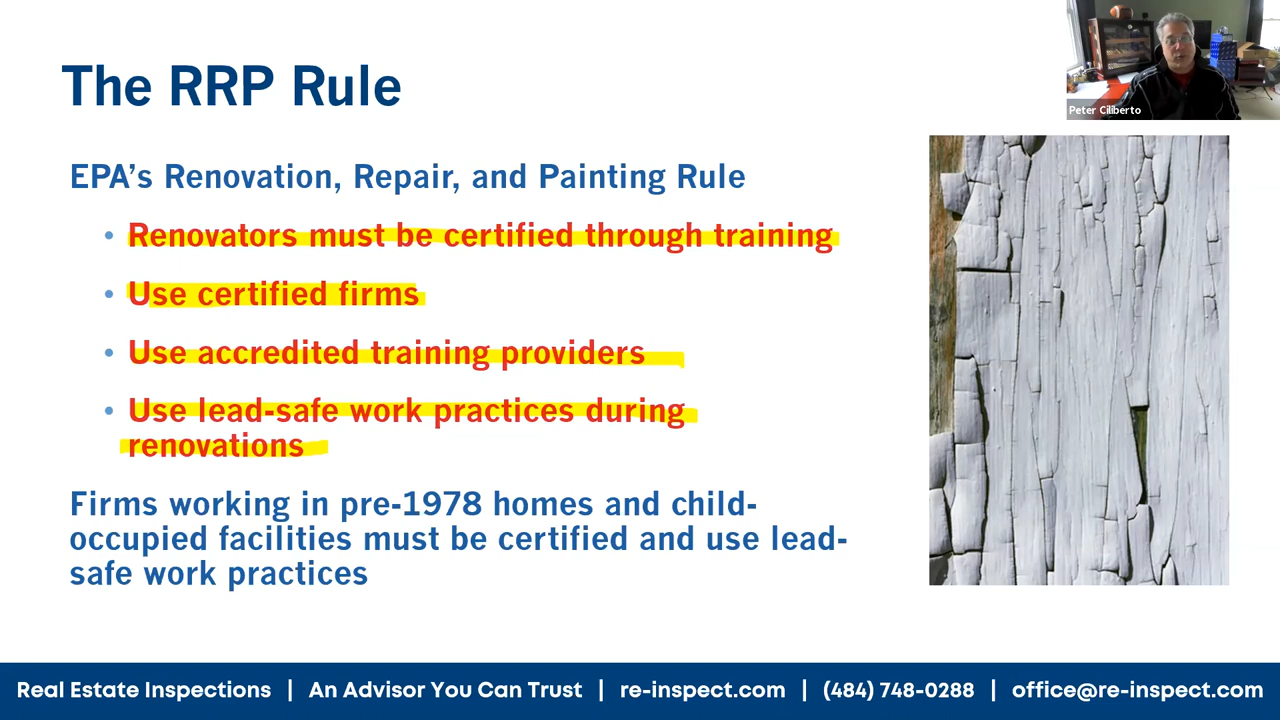 The RRP Rule
Peter Ciliberto
EPA’s Renovation, Repair, and Painting Rule
• Renovators must be certified through training
• Use certified firms
• Use accredited training providers
• Use lead-safe work practices during
renovations
Firms working in pre-1978 homes and child-
occupied facilities must be certified and use lead-
safe work practices
Real Estate Inspections | An Advisor You Can Trust | re-inspect.com | (484) 748-0288 | office@re-inspect.com